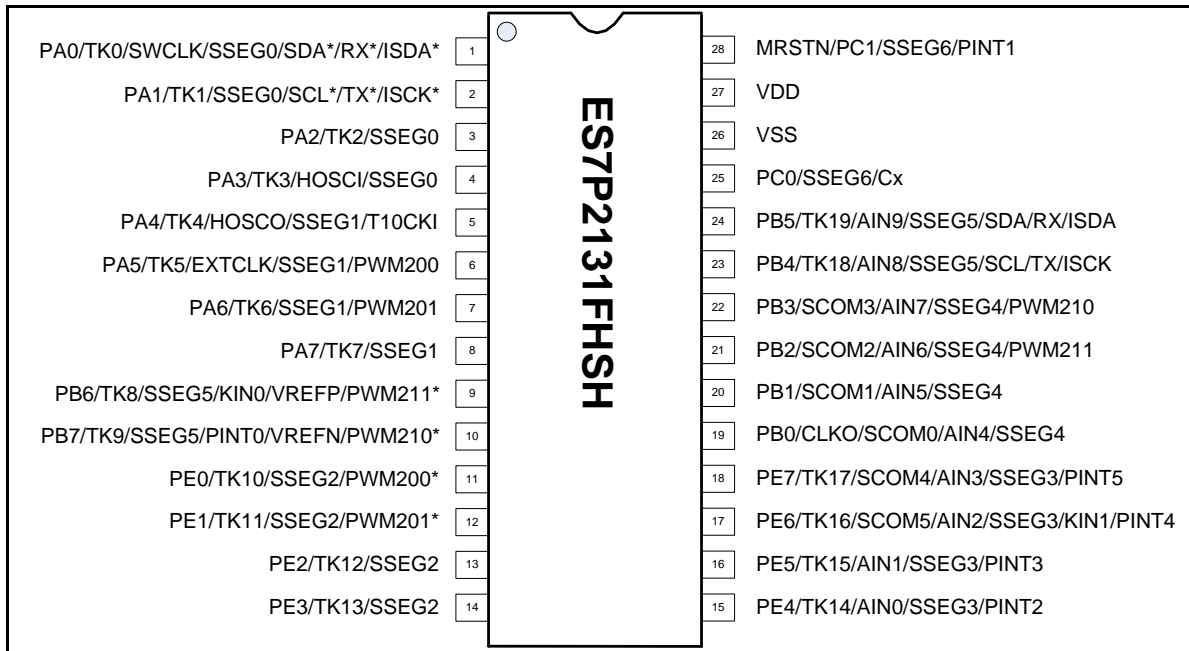 PA0/TK0/SWCLK/SSEG0/SDA*/RX*/ISDA* 1
PA1/TK1/SSEG0/SCL*/TX*/ISCK* 2
PA2/TK2/SSEG0 3
PA3/TK3/HOSCI/SSEG0 4
PA4/TK4/HOSCO/SSEG1/T10CKI 5
PA5/TK5/EXTCLK/SSEG1/PWM200 6
PA6/TK6/SSEG1/PWM201 7
PA7/TK7/SSEG1 8
PB6/TK8/SSEG5/KIN0/VREFP/PWM211* 9
PB7/TK9/SSEG5/PINT0/VREFN/PWM210* 10
PE0/TK10/SSEG2/PWM200* 11
PE1/TK11/SSEG2/PWM201* 12
PE2/TK12/SSEG2 13
PE3/TK13/SSEG2 14
ES7P2131FHSH
28 MRSTN/PC1/SSEG6/PINT1
27 VDD
26 VSS
25 PC0/SSEG6/Cx
24 PB5/TK19/AIN9/SSEG5/SDA/RX/ISDA
23 PB4/TK18/AIN8/SSEG5/SCL/TX/ISCK
22 PB3/SCOM3/AIN7/SSEG4/PWM210
21 PB2/SCOM2/AIN6/SSEG4/PWM211
20 PB1/SCOM1/AIN5/SSEG4
19 PB0/CLKO/SCOM0/AIN4/SSEG4
18 PE7/TK17/SCOM4/AIN3/SSEG3/PINT5
17 PE6/TK16/SCOM5/AIN2/SSEG3/KIN1/PINT4
16 PE5/TK15/AIN1/SSEG3/PINT3
15 PE4/TK14/AIN0/SSEG3/PINT2